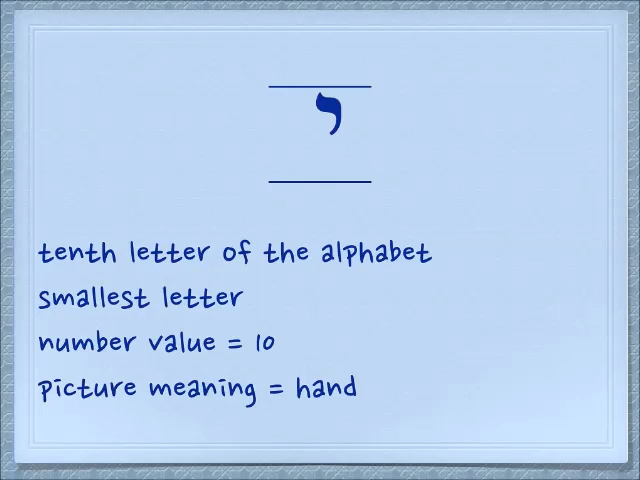 י
tenth letter of the alphabet
smallest letter
number value = 10
picture meaning = hand